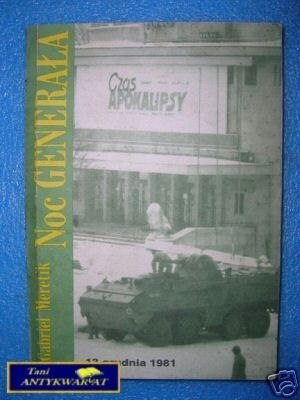 Gabriel Meretik
NOC GENERAŁA
Czas
APOKALIPSY
13 grudnia 1981
Tani
ANTYKWARIAT